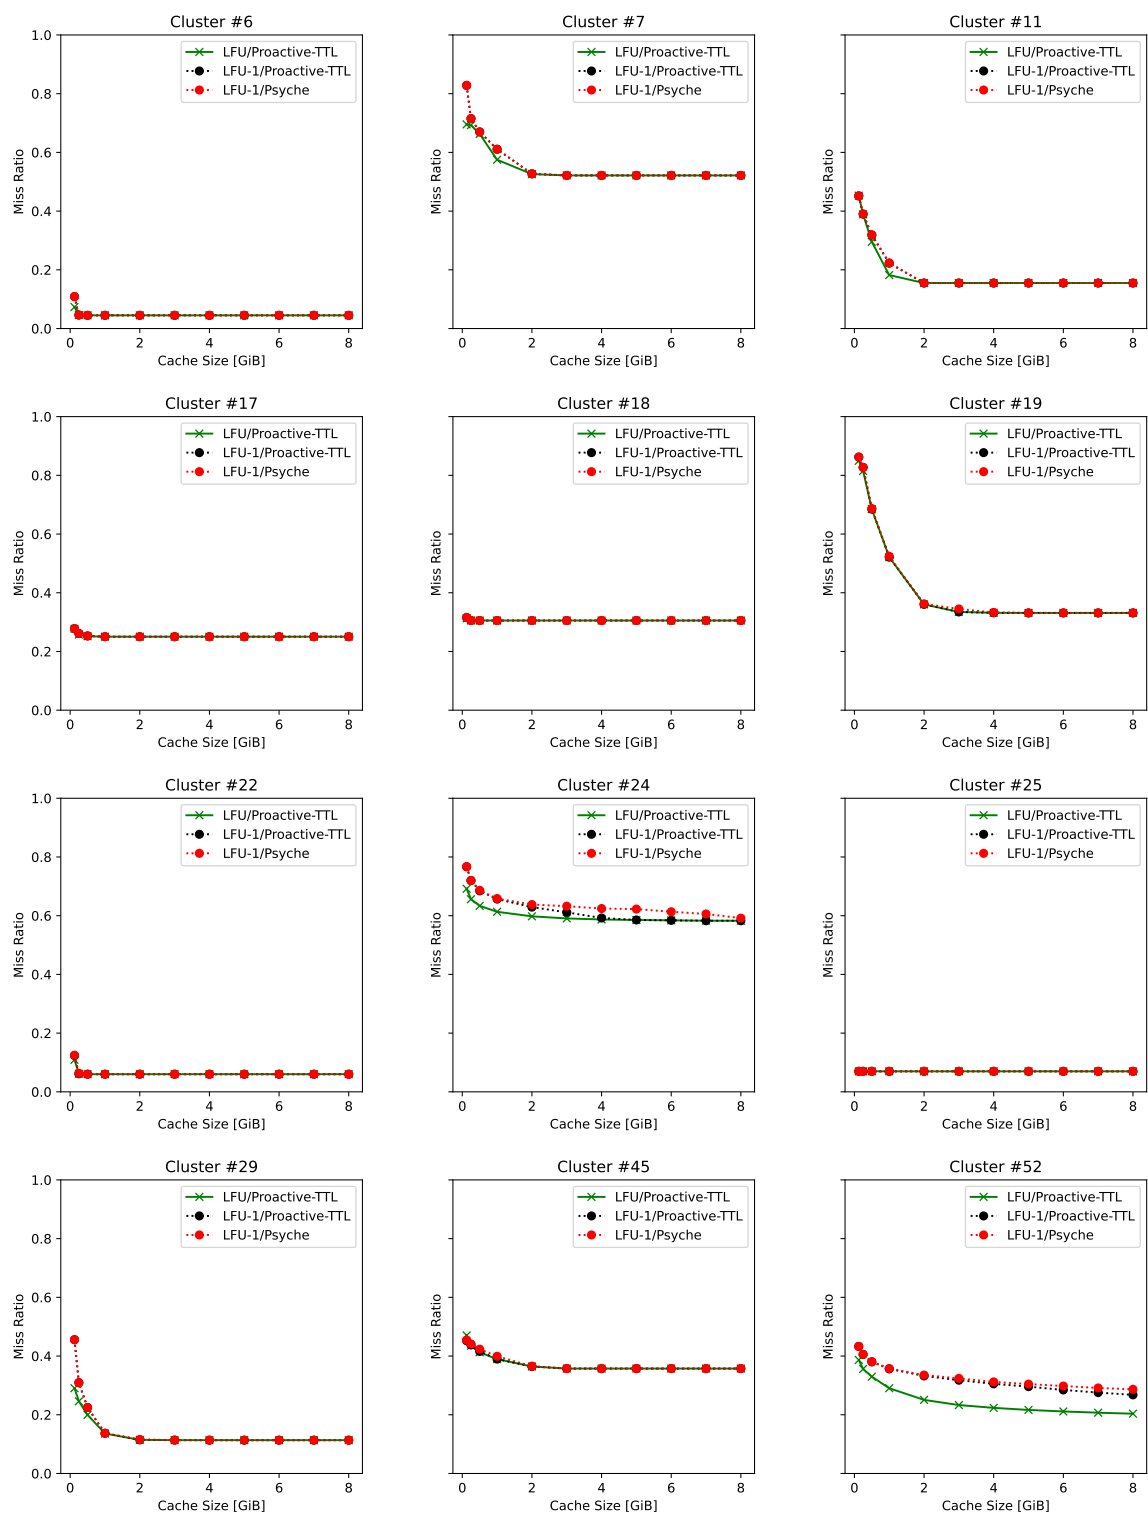 Cluster #6
LFU/Proactive-TTL
LFU-1/Proactive-TTL
LFU-1/Psyche
Miss Ratio
1.0
0.8
0.6
0.4
0.2
0.0
0 2 4 6 8
Cache Size [GiB]
Cluster #7
LFU/Proactive-TTL
LFU-1/Proactive-TTL
LFU-1/Psyche
Miss Ratio
0 2 4 6 8
Cache Size [GiB]
Cluster #11
LFU/Proactive-TTL
LFU-1/Proactive-TTL
LFU-1/Psyche
Miss Ratio
0 2 4 6 8
Cache Size [GiB]
Cluster #17
LFU/Proactive-TTL
LFU-1/Proactive-TTL
LFU-1/Psyche
Miss Ratio
1.0
0.8
0.6
0.4
0.2
0.0
0 2 4 6 8
Cache Size [GiB]
Cluster #18
LFU/Proactive-TTL
LFU-1/Proactive-TTL
LFU-1/Psyche
Miss Ratio
0 2 4 6 8
Cache Size [GiB]
Cluster #19
LFU/Proactive-TTL
LFU-1/Proactive-TTL
LFU-1/Psyche
Miss Ratio
0 2 4 6 8
Cache Size [GiB]
Cluster #22
LFU/Proactive-TTL
LFU-1/Proactive-TTL
LFU-1/Psyche
Miss Ratio
1.0
0.8
0.6
0.4
0.2
0.0
0 2 4 6 8
Cache Size [GiB]
Cluster #24
LFU/Proactive-TTL
LFU-1/Proactive-TTL
LFU-1/Psyche
Miss Ratio
0 2 4 6 8
Cache Size [GiB]
Cluster #25
LFU/Proactive-TTL
LFU-1/Proactive-TTL
LFU-1/Psyche
Miss Ratio
0 2 4 6 8
Cache Size [GiB]
Cluster #29
LFU/Proactive-TTL
LFU-1/Proactive-TTL
LFU-1/Psyche
Miss Ratio
1.0
0.8
0.6
0.4
0.2
0.0
0 2 4 6 8
Cache Size [GiB]
Cluster #45
LFU/Proactive-TTL
LFU-1/Proactive-TTL
LFU-1/Psyche
Miss Ratio
0 2 4 6 8
Cache Size [GiB]
Cluster #52
LFU/Proactive-TTL
LFU-1/Proactive-TTL
LFU-1/Psyche
Miss Ratio
0 2 4 6 8
Cache Size [GiB]